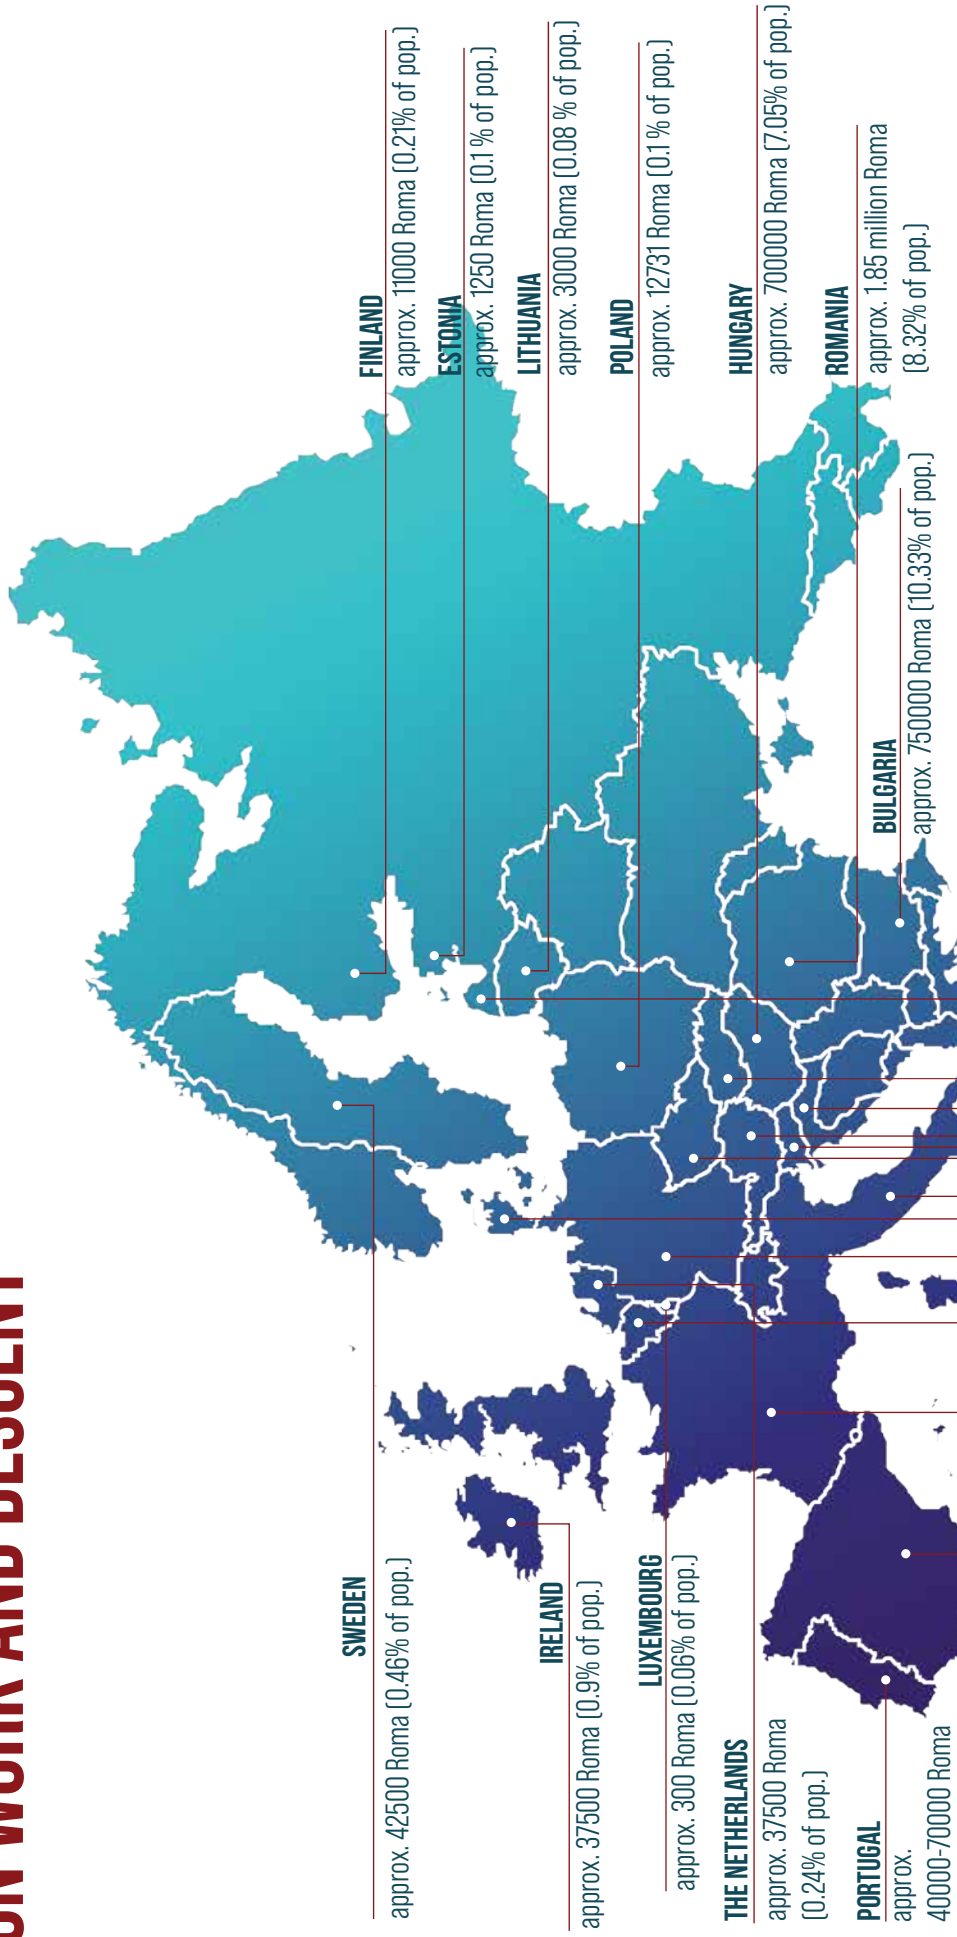 ON WORK AND DESCENT
SWEDEN
approx. 42500 Roma (0.46% of pop.)
IRELAND
approx. 37500 Roma (0.9% of pop.)
LUXEMBOURG
approx. 300 Roma (0.06% of pop.)
THE NETHERLANDS
approx. 37500 Roma
(0.24% of pop.)
PORTUGAL
approx.
40000-70000 Roma
FINLAND
approx. 11000 Roma (0.21% of pop.)
ESTONIA
approx. 1250 Roma (0.1 % of pop.)
LITHUANIA
approx. 3000 Roma (0.08 % of pop.)
POLAND
approx. 12731 Roma (0.1 % of pop.)
HUNGARY
approx. 700000 Roma (7.05% of pop.)
ROMANIA
approx. 1.85 million Roma
(8.32% of pop.)
BULGARIA
approx. 750000 Roma (10.33% of pop.)